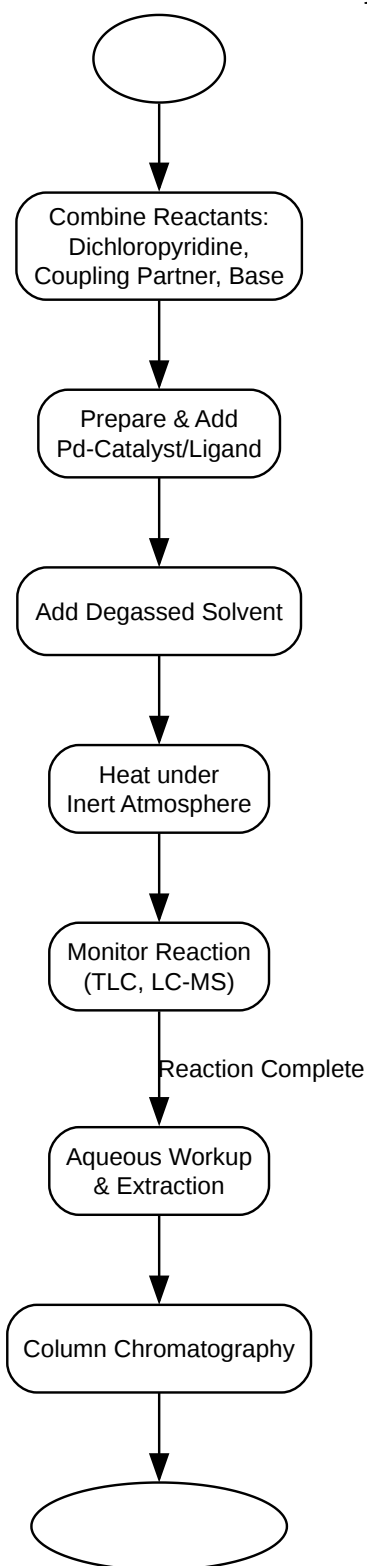 Combine Reactants:
Dichloropyridine,
Coupling Partner, Base
Prepare & Add
Pd-Catalyst/Ligand
Add Degassed Solvent
Heat under
Inert Atmosphere
Monitor Reaction
(TLC, LC-MS)
Reaction Complete
Aqueous Workup
& Extraction
Column Chromatography